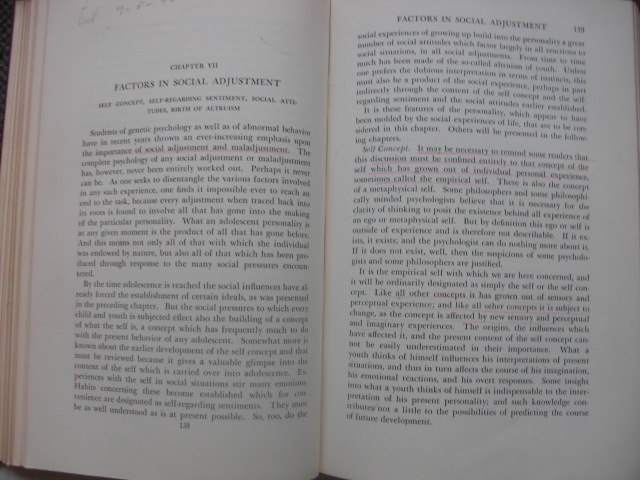 7-8-
CHAPTER VII
FACTORS IN SOCIAL ADJUSTMENT
SELF CONCEPT, SELF-REGARDING SENTIMENT, SOCIAL ATTI-
TUDES, BIRTH OF ALTRUISM
Students of genetic psychology as well as of abnormal behavior
have in recent years thrown an ever-increasing emphasis upon
the importance of social adjustment and maladjustment. The
complete psychology of any social adjustment or maladjustment
has, however, never been entirely worked out. Perhaps it never
can be. As one seeks to disentangle the various factors involved
in any such experience, one finds it impossible ever to reach an
end to the task, because every adjustment when traced back into
its roots is found to involve all that has gone into the making
of the particular personality. What an adolescent personality is
at any given moment is the product of all that has gone before.
And this means not only all of that with which the individual
was endowed by nature, but also all of that which has been pro-
duced through response to the many social pressures encoun-
tered.
By the time adolescence is reached the social influences have al-
ready forced the establishment of certain ideals, as was presented
in the preceding chapter. But the social pressures to which every
child and youth is subjected effect also the building of a concept
of what the self is, a concept which has frequently much to do
with the present behavior of any adolescent. Somewhat more is
known about the earlier development of the self concept and that
must be reviewed because it gives a valuable glimpse into the
content of the self which is carried over into adolescence. Ex-
periences with the self in social situations stir many emotions.
Habits concerning these become established which for con-
venience are designated as self-regarding sentiments. They must
be as well understood as is at present possible. So, too, do the
138
FACTORS IN SOCIAL ADJUSTMENT 139
social experiences of growing up build into the personality a great
number of social attitudes which factor largely in all reactions to
social situations, in all social adjustments. From time to time
much has been made of the so-called altruism of youth. Unless
one prefers the dubious interpretation in terms of instincts, this
must also be a product of the social experience, perhaps in part
indirectly through the content of the self concept and the self-
regarding sentiment and the social attitudes earlier established.
It is these features of the personality, which appear to have
been molded by the social experiences of life, that are to be con-
sidered in this chapter. Others will be presented in the follow-
ing chapters.
Self Concept. It may be necessary to remind some readers that
this discussion must be confined entirely to that concept of the
self which has grown out of individual personal experience,
sometimes called the empirical self. There is also the concept
of a metaphysical self. Some philosophers and some philosophi-
cally minded psychologists believe that it is necessary for the
clarity of thinking to posit the existence behind all experience of
an ego or metaphysical self. But by definition this ego or self is
outside of experience and is therefore not describable. If it ex-
ists, it exists; and the psychologist can do nothing more about it.
If it does not exist, well, then the suspicions of some psycholo-
gists and some philosophers are justified.
It is the empirical self with which we are here concerned, and
it will be ordinarily designated as simply the self or the self con-
cept. Like all other concepts it has grown out of sensory and
perceptual experience; and like all other concepts it is subject to
change, as the concept is affected by new sensory and perceptual
and imaginary experiences. The origins, the influences which
have affected it, and the present content of the self concept can-
not be easily underestimated in their importance. What a
youth thinks of himself influences his interpretations of present
situations, and thus in turn affects the course of his imagination,
his emotional reactions, and his overt responses. Some insight
into what a youth thinks of himself is indispensable to the inter-
pretation of his present personality; and such knowledge con-
tributes not a little to the possibilities of predicting the course
of future development.